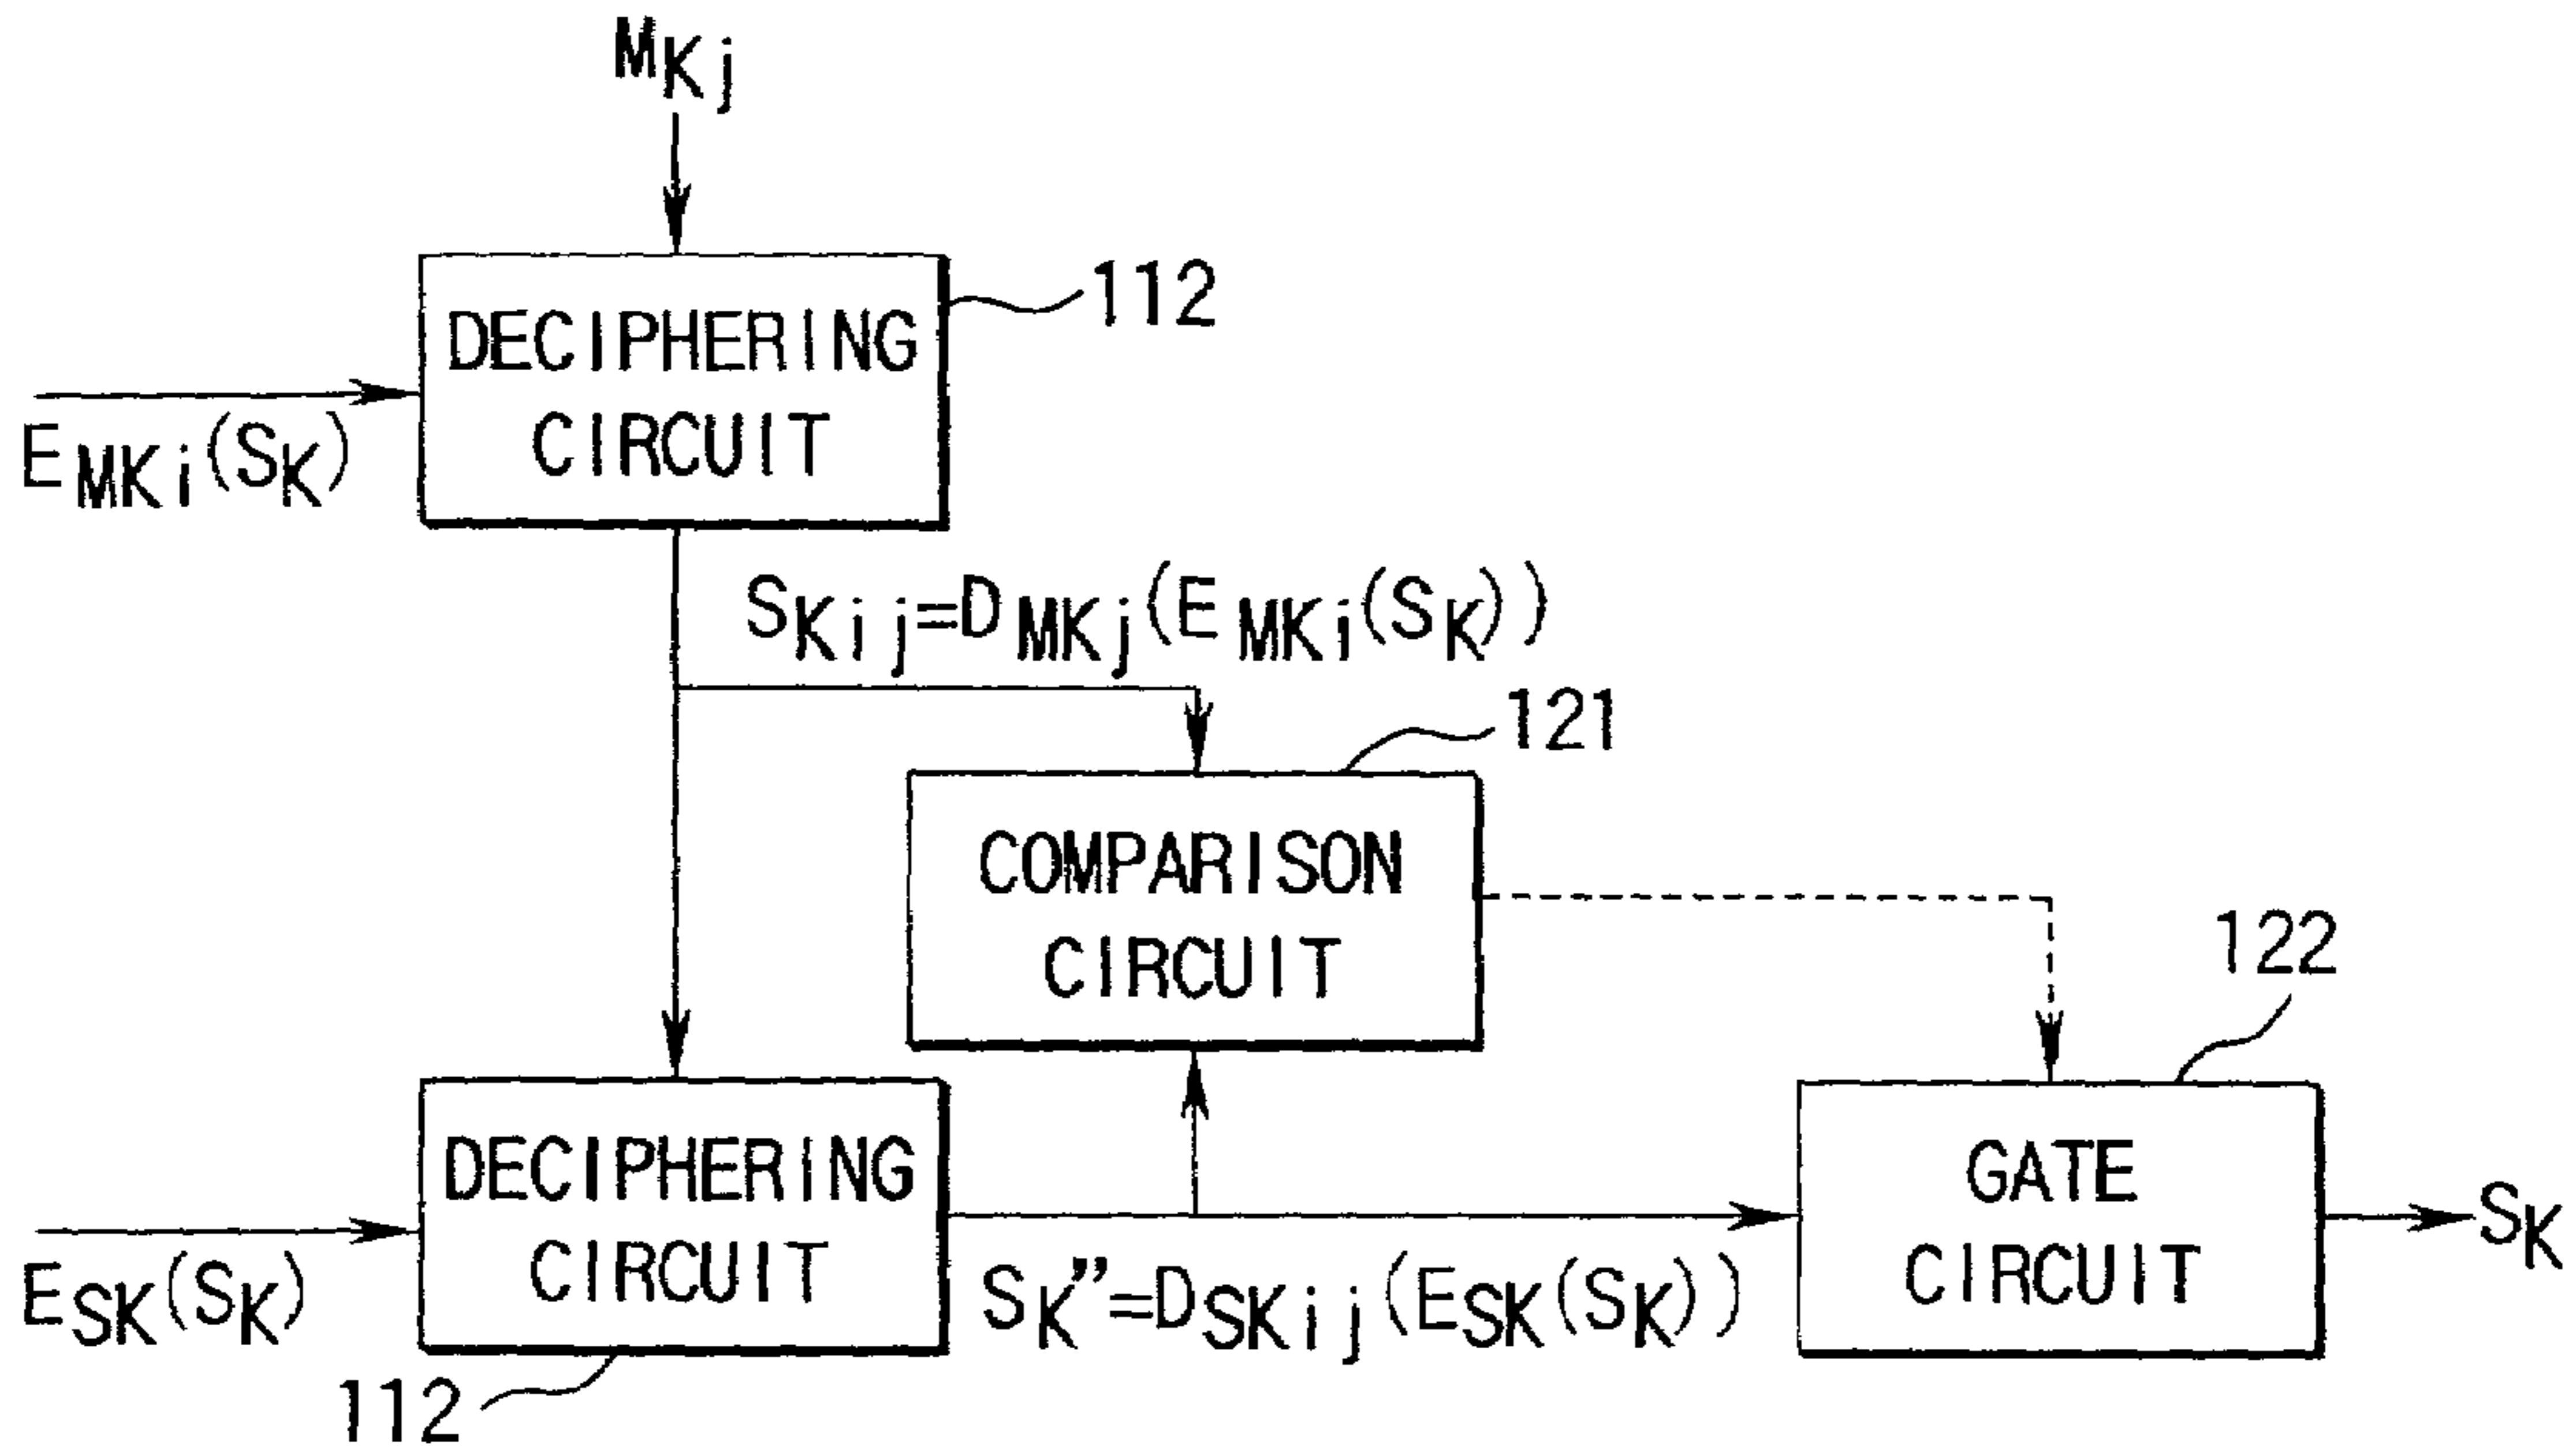 MKj
DECIPHERING
CIRCUIT
112
EMKi(SK)
SKij=DMKj(EMKi(SK))
121
COMPARISON
CIRCUIT
122
DECIPHERING
CIRCUIT
GATE
CIRCUIT
SK
ESK(SK)
SK"=DSKij(ESK(SK))
112